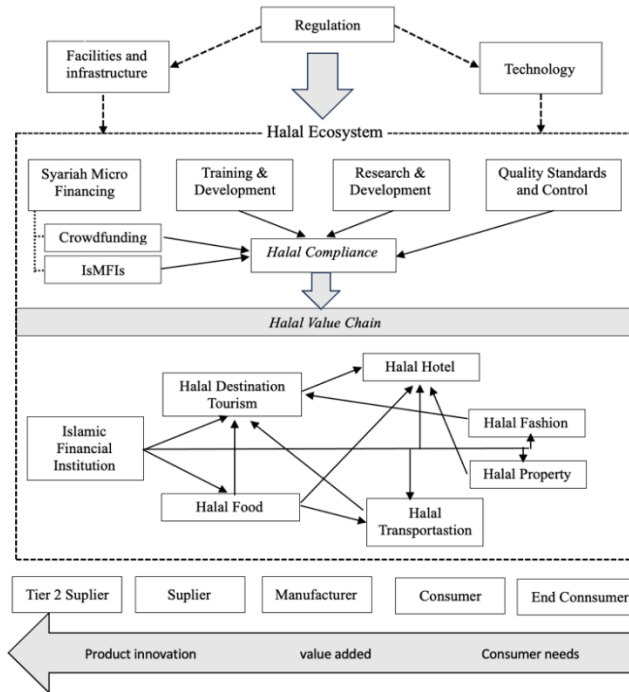 Regulation
Facilities and
infrastructure
Technology
Halal Ecosystem
Syariah Micro
Financing
Training &
Development
Research &
Development
Quality Standards
and Control
Crowdfunding
IsMFIs
Halal Compliance
Halal Value Chain
Halal Hotel
Halal Destination
Tourism
Halal Fashion
Islamic
Financial
Institution
Halal Property
Halal Food
Halal
Transportastion
Tier 2 Suplier
Suplier
Manufacturer
Consumer
End Connsumer
Product innovation
value added
Consumer needs